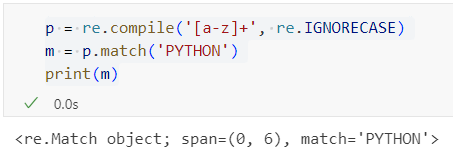 p = re.compile('[a-z]+', re.IGNORECASE)
m = p.match('PYTHON')
print(m)
0.0s
<re.Match object; span=(0, 6), match='PYTHON'>